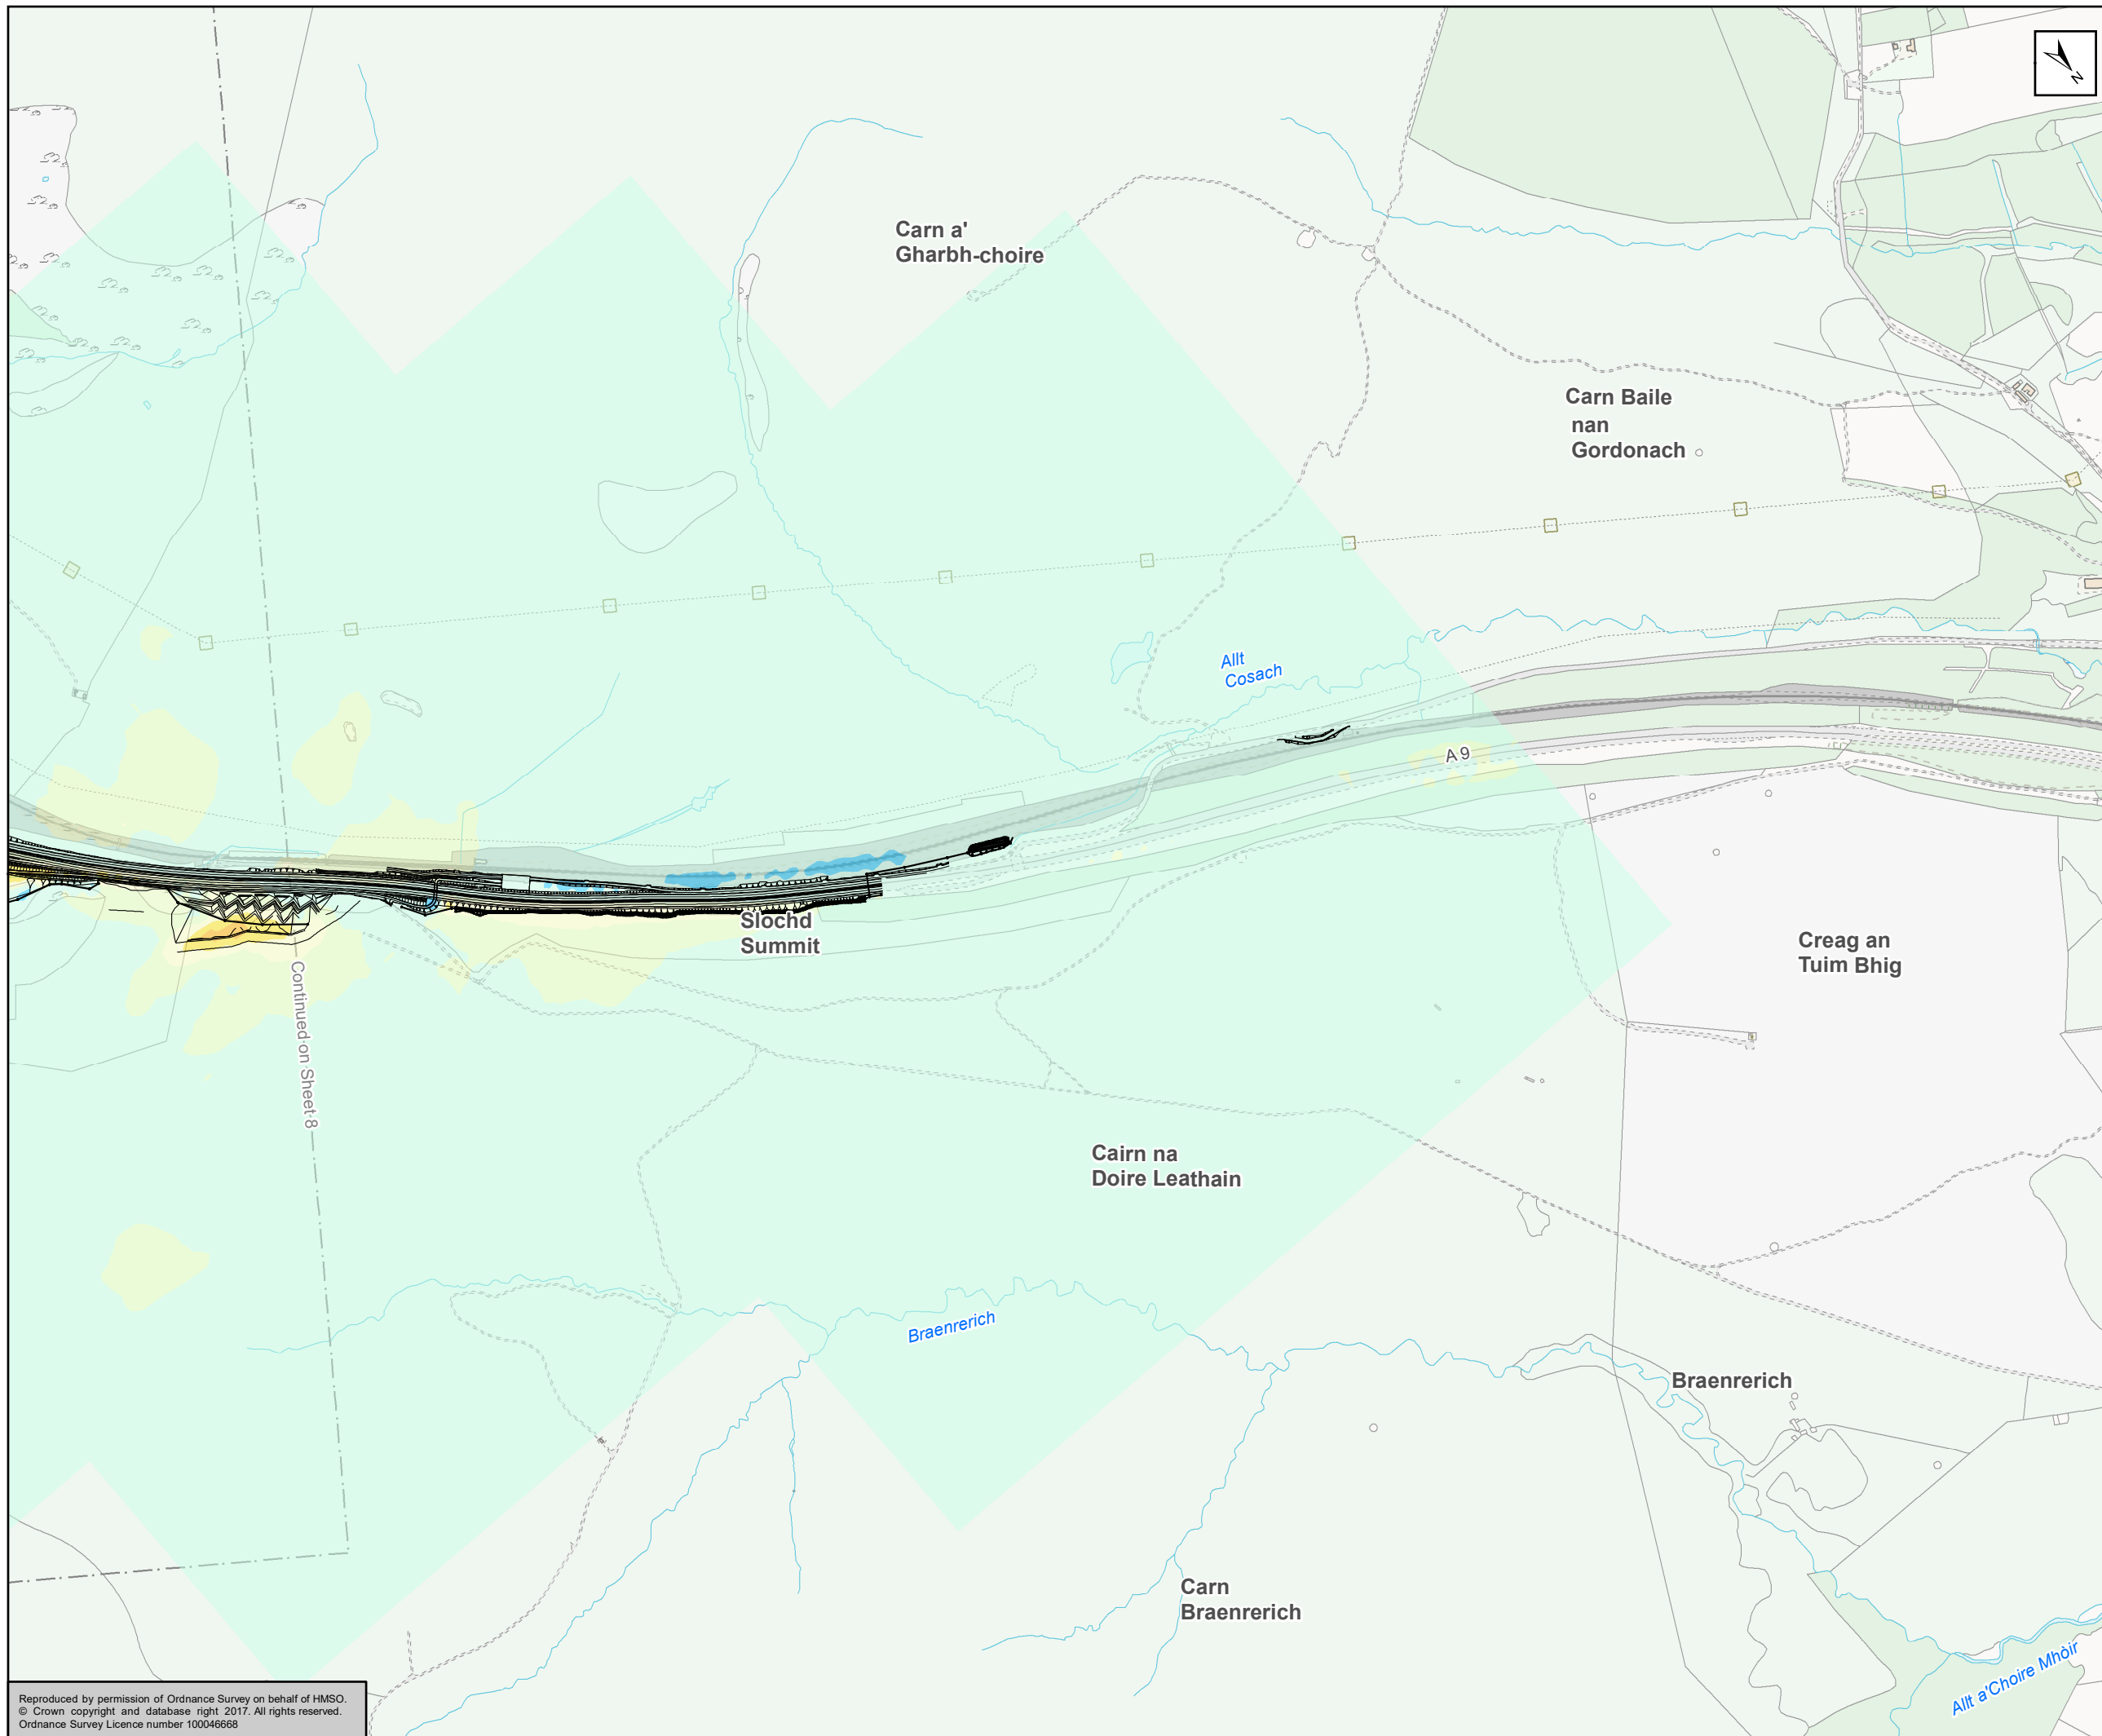 N
Carn a'
Gharbh-choire
Carn Baile
nan
Gordonach
Allt
Cosach
A 9
Slochd
Summit
Creag an
Tuim Bhig
Continued on Sheet 8
Cairn na
Doire Leathain
Braenrerich
Braenrerich
Carn
Braenrerich
Allt a'Choire Mhòir
Reproduced by permission of Ordnance Survey on behalf of HMSO.
© Crown copyright and database right 2017. All rights reserved.
Ordnance Survey Licence number 100046668